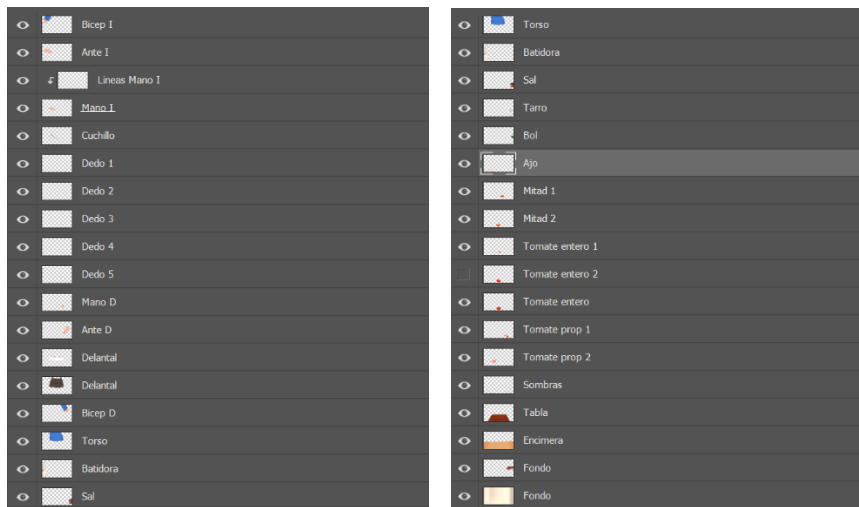 Bicep I
Ante I
Lineas Mano I
Mano I
Cuchillo
Dedo 1
Dedo 2
Dedo 3
Dedo 4
Dedo 5
Mano D
Ante D
Delantal
Delantal
Bicep D
Torso
Batidora
Sal
Torso
Batidora
Sal
Tarro
Bol
Ajo
Mitad 1
Mitad 2
Tomate entero 1
Tomate entero 2
Tomate entero
Tomate prop 1
Tomate prop 2
Sombras
Tabla
Encimera
Fondo
Fondo